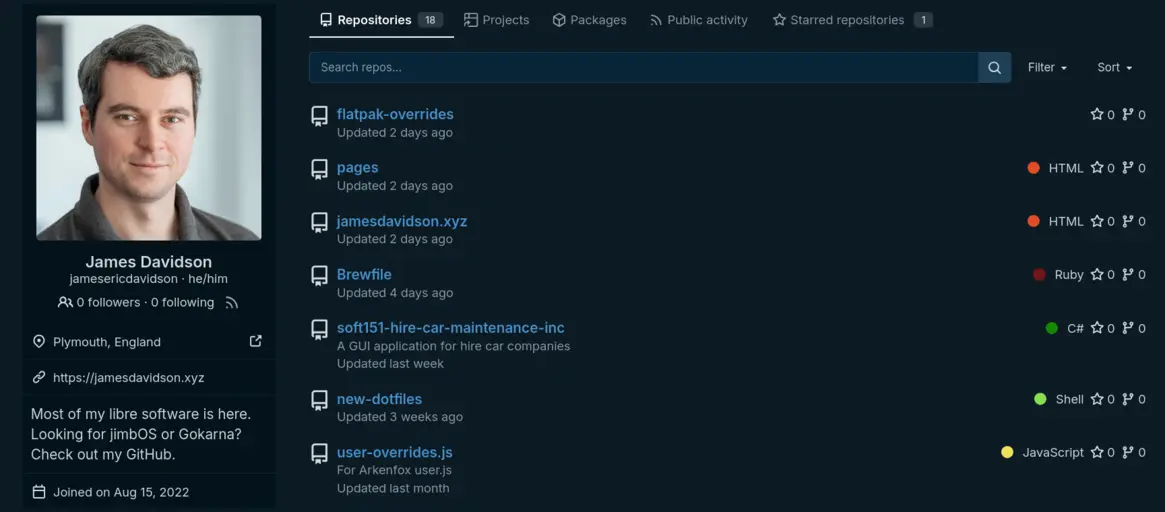 Repositories 18 Projects Packages Public activity Starred repositories 1
Search repos...
Filter Sort
flatpak-overrides
Updated 2 days ago
0 0
pages
Updated 2 days ago
HTML 0 0
jamesdavidson.xyz
Updated 2 days ago
HTML 0 0
Brewfile
Updated 4 days ago
Ruby 0 0
soft151-hire-car-maintenance-inc
A GUI application for hire car companies
Updated last week
C# 0 0
new-dotfiles
Updated 3 weeks ago
Shell 0 0
user-overrides.js
For Arkenfox user.js
Updated last month
JavaScript 0 0
James Davidson
jamesericdavidson · he/him
0 followers · 0 following
Plymouth, England
https://jamesdavidson.xyz
Most of my libre software is here.
Looking for jimbOS or Gokarna?
Check out my GitHub.
Joined on Aug 15, 2022